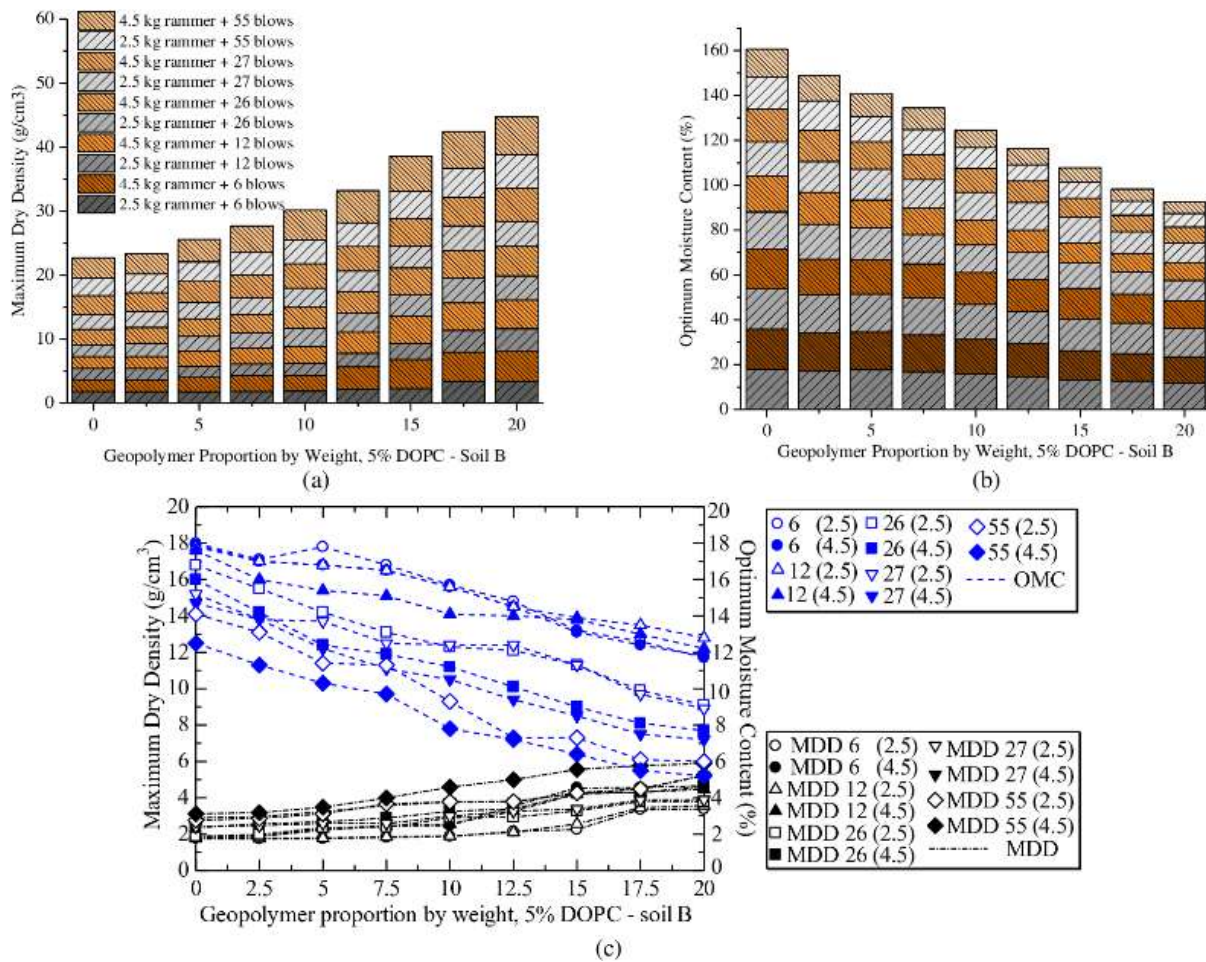 60
50
40
30
20
10
0
Maximum Dry Density (g/cm3)
4.5 kg rammer + 55 blows
2.5 kg rammer + 55 blows
4.5 kg rammer + 27 blows
2.5 kg rammer + 27 blows
4.5 kg rammer + 26 blows
2.5 kg rammer + 26 blows
4.5 kg rammer + 12 blows
2.5 kg rammer + 12 blows
4.5 kg rammer + 6 blows
2.5 kg rammer + 6 blows
0 5 10 15 20
Geopolymer Proportion by Weight, 5% DOPC - Soil B
(a)
160
140
120
100
80
60
40
20
0
Optimum Moisture Content (%)
0 5 10 15 20
Geopolymer Proportion by Weight, 5% DOPC - Soil B
(b)
20
18
16
14
12
10
8
6
4
2
0
Maximum Dry Density (g/cm³)
20
18
16
14
12
10
8
6
4
2
0
Optimum Moisture Content (%)
0 2.5 5 7.5 10 12.5 15 17.5 20
Geopolymer proportion by weight, 5% DOPC - soil B
(c)
6 (2.5) 26 (2.5) 55 (2.5)
6 (4.5) 26 (4.5) 55 (4.5)
12 (2.5) 27 (2.5) OMC
12 (4.5) 27 (4.5)
MDD 6 (2.5) MDD 27 (2.5)
MDD 6 (4.5) MDD 27 (4.5)
MDD 12 (2.5) MDD 55 (2.5)
MDD 12 (4.5) MDD 55 (4.5)
MDD 26 (2.5) MDD
MDD 26 (4.5)